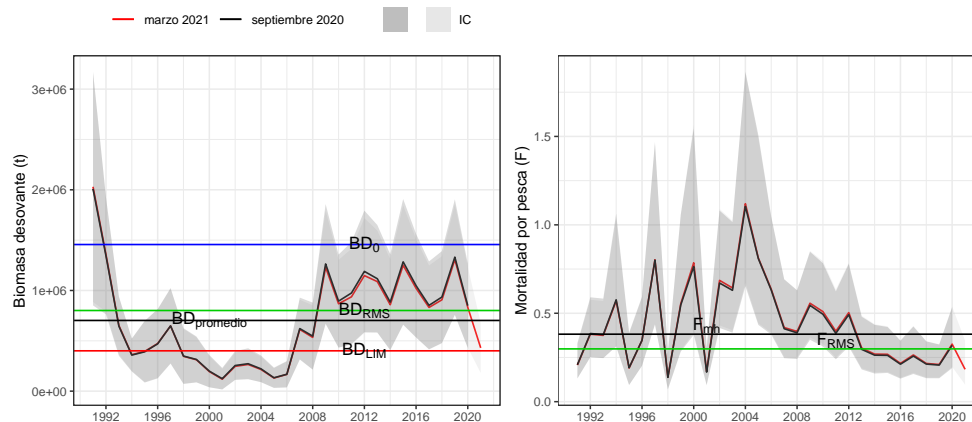 marzo 2021 septiembre 2020 IC
Biomasa desovante (t)
3e+06
2e+06
1e+06
0e+00
BD0
BDRMS
BDpromedio
BDLIM
1992 1996 2000 2004 2008 2012 2016 2020
Mortalidad por pesca (F)
1.5
1.0
0.5
0.0
Fmh
FRMS
1992 1996 2000 2004 2008 2012 2016 2020